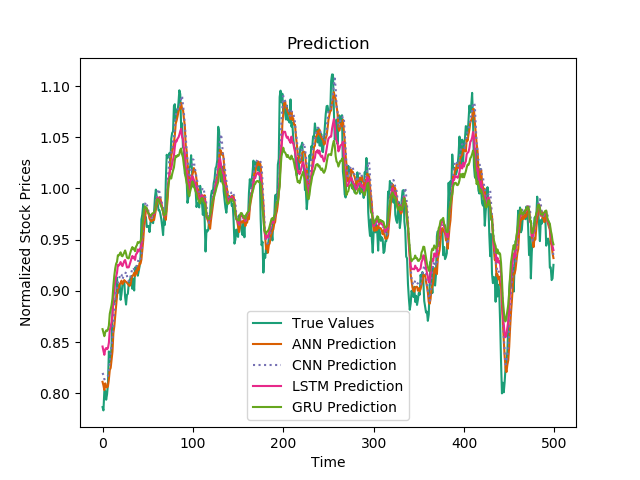 Prediction
Normalized Stock Prices
1.10
1.05
1.00
0.95
0.90
0.85
0.80
True Values
ANN Prediction
CNN Prediction
LSTM Prediction
GRU Prediction
0 100 200 300 400 500
Time